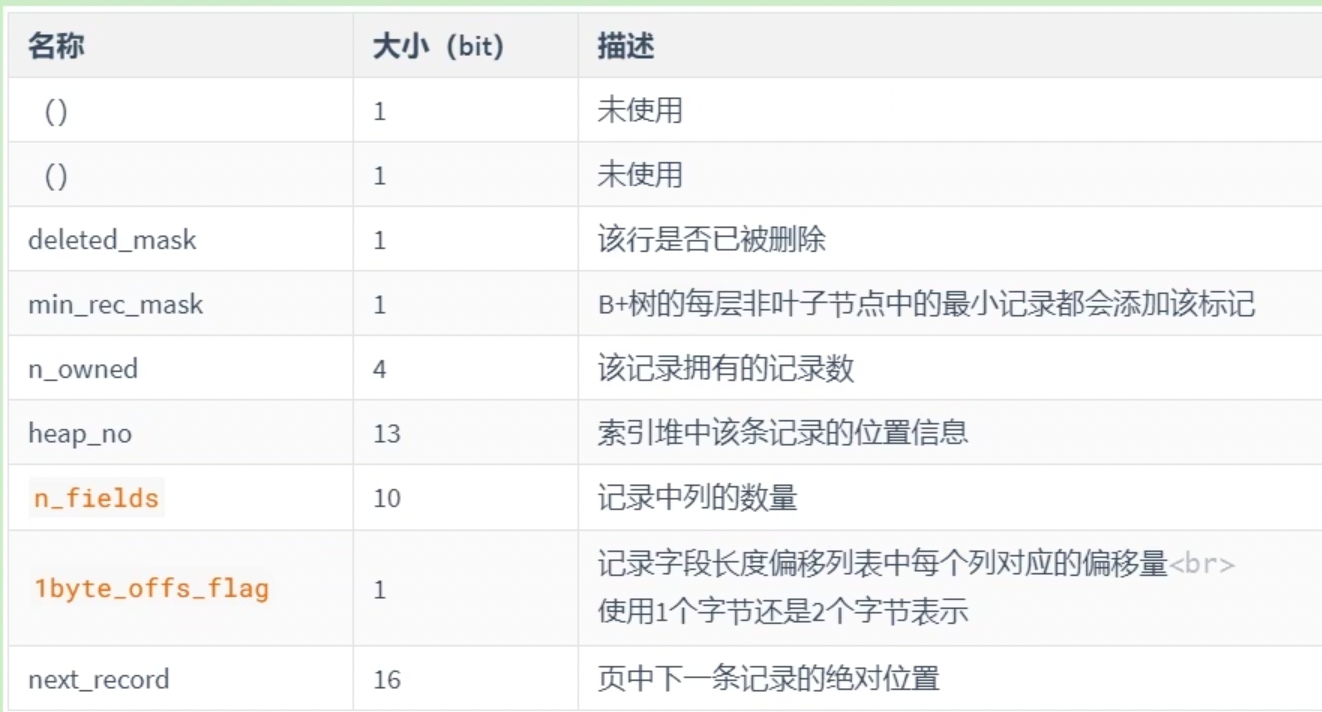 名称 大小（bit） 描述
() 1 未使用
() 1 未使用
deleted_mask 1 该行是否已被删除
min_rec_mask 1 B+树的每层非叶子节点中的最小记录都会添加该标记
n_owned 4 该记录拥有的记录数
heap_no 13 索引堆中该条记录的位置信息
n_fields 10 记录中列的数量
1byte_offs_flag 1 记录字段长度偏移列表中每个列对应的偏移量<br>
使用1个字节还是2个字节表示
next_record 16 页中下一条记录的绝对位置